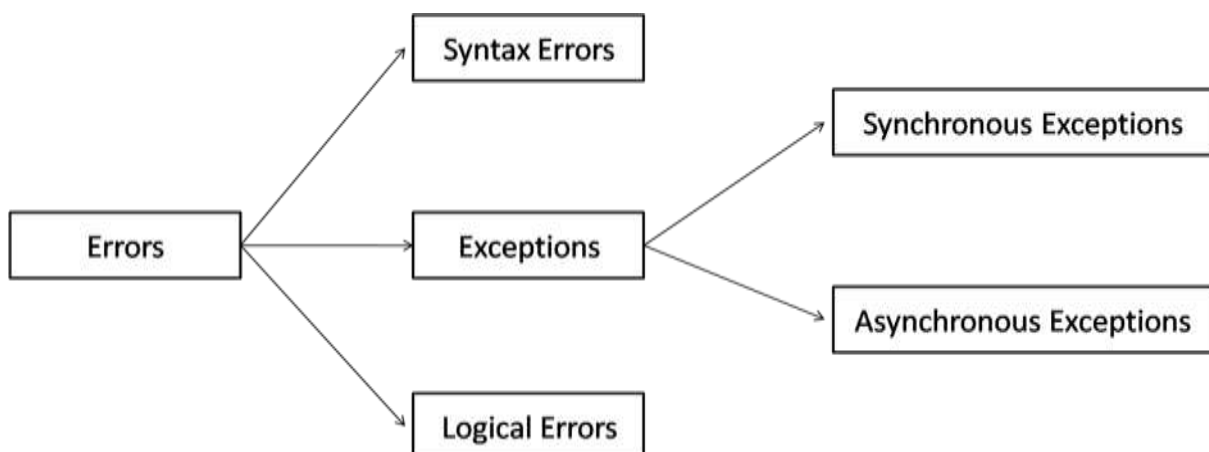 Syntax Errors
Synchronous Exceptions
Errors
Exceptions
Asynchronous Exceptions
Logical Errors